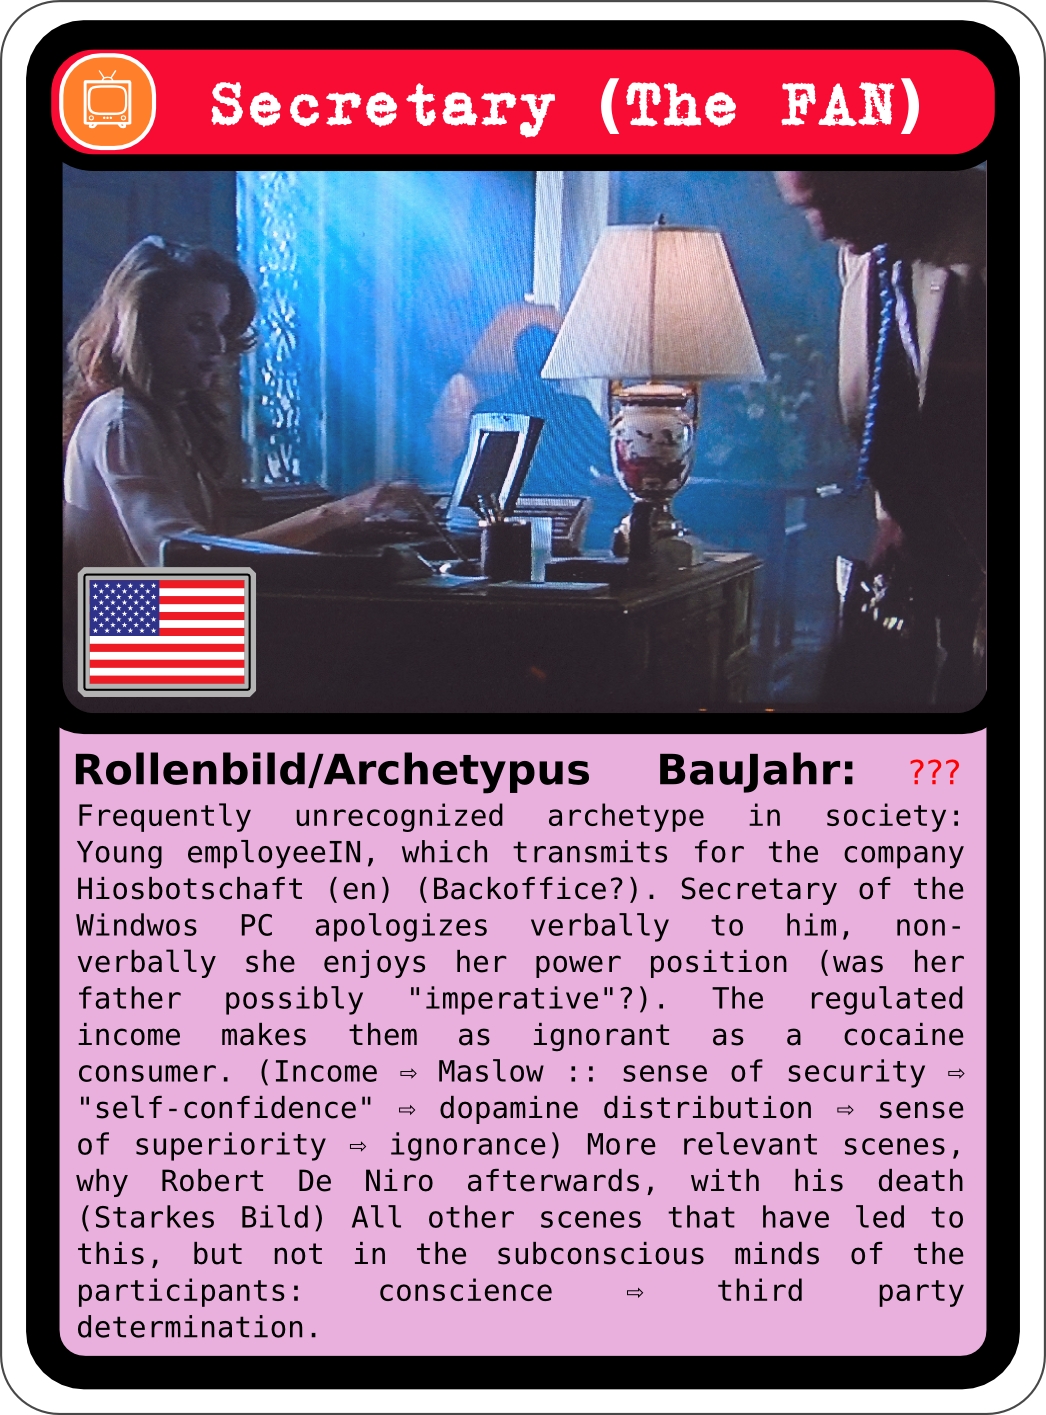 Secretary (The FAN)
Rollenbild/Archetypus BauJahr: ???
Frequently unrecognized archetype in society:
Young employeeIN, which transmits for the company
Hiosbotschaft (en) (Backoffice?). Secretary of the
Windwos PC apologizes verbally to him, non-
verbally she enjoys her power position (was her
father possibly "imperative"?). The regulated
income makes them as ignorant as a cocaine
consumer. (Income ⇨ Maslow :: sense of security ⇨
"self-confidence" ⇨ dopamine distribution ⇨ sense
of superiority ⇨ ignorance) More relevant scenes,
why Robert De Niro afterwards, with his death
(Starkes Bild) All other scenes that have led to
this, but not in the subconscious minds of the
participants: conscience ⇨ third party
determination.